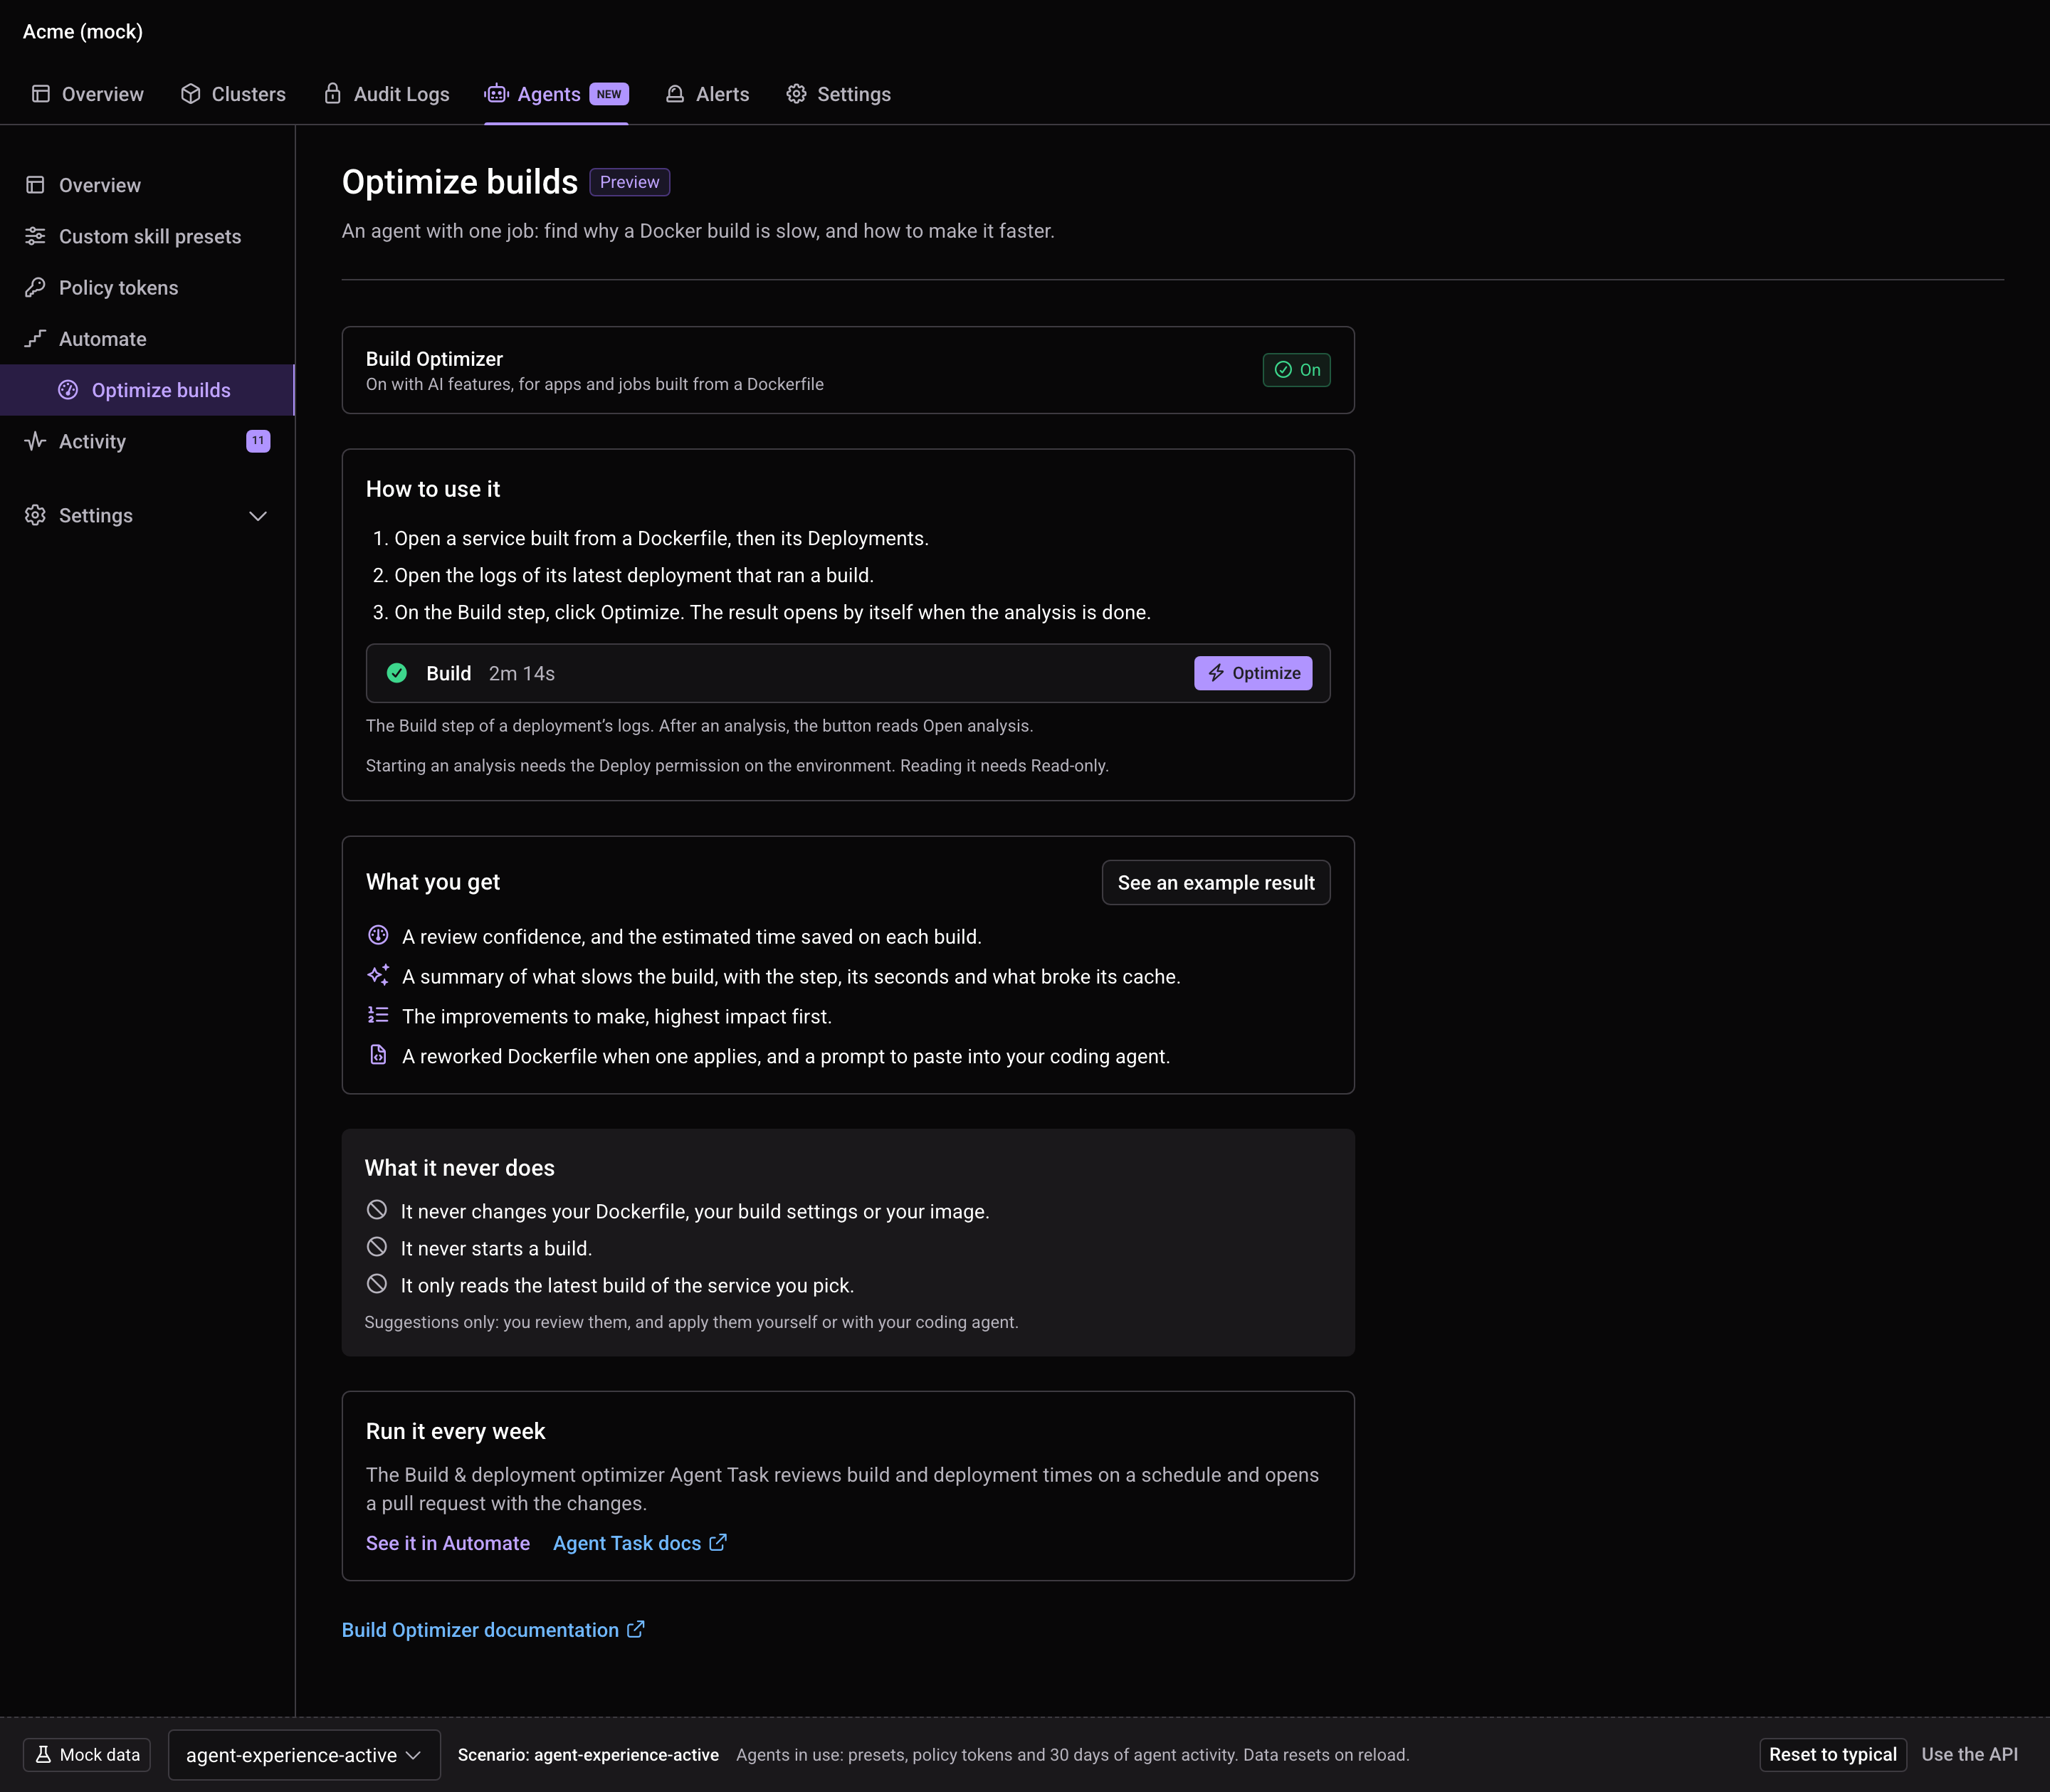 Acme (mock)
Overview
Clusters
Audit Logs
Agents NEW
Alerts
Settings
Overview
Custom skill presets
Policy tokens
Automate
Optimize builds
Activity 11
Settings
Optimize builds Preview
An agent with one job: find why a Docker build is slow, and how to make it faster.
Build Optimizer
On with AI features, for apps and jobs built from a Dockerfile
On
How to use it
1. Open a service built from a Dockerfile, then its Deployments.
2. Open the logs of its latest deployment that ran a build.
3. On the Build step, click Optimize. The result opens by itself when the analysis is done.
Build 2m 14s
Optimize
The Build step of a deployment’s logs. After an analysis, the button reads Open analysis.
Starting an analysis needs the Deploy permission on the environment. Reading it needs Read-only.
What you get
See an example result
A review confidence, and the estimated time saved on each build.
A summary of what slows the build, with the step, its seconds and what broke its cache.
The improvements to make, highest impact first.
A reworked Dockerfile when one applies, and a prompt to paste into your coding agent.
What it never does
It never changes your Dockerfile, your build settings or your image.
It never starts a build.
It only reads the latest build of the service you pick.
Suggestions only: you review them, and apply them yourself or with your coding agent.
Run it every week
The Build & deployment optimizer Agent Task reviews build and deployment times on a schedule and opens
a pull request with the changes.
See it in Automate
Agent Task docs
Build Optimizer documentation
Mock data
agent-experience-active
Scenario: agent-experience-active
Agents in use: presets, policy tokens and 30 days of agent activity. Data resets on reload.
Reset to typical
Use the API